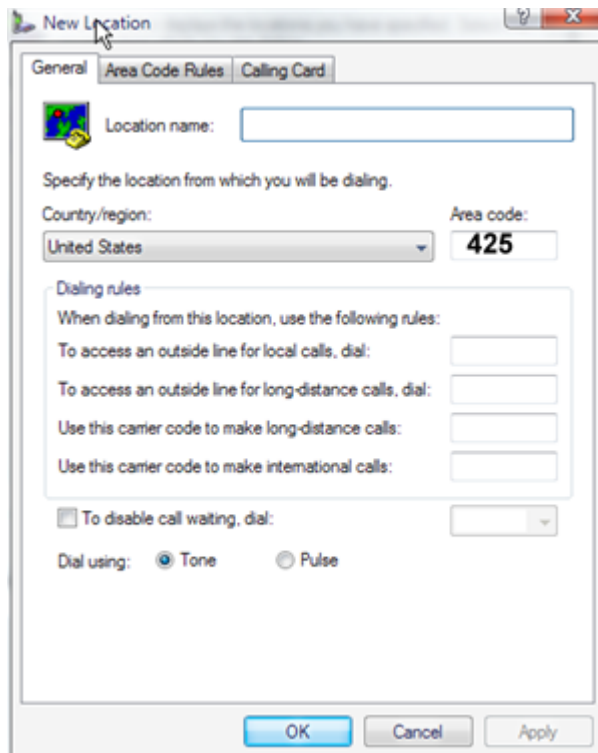 New Location
General Area Code Rules Calling Card
Location name:
Specify the location from which you will be dialing.
Country/region: Area code:
United States 425
Dialing rules
When dialing from this location, use the following rules:
To access an outside line for local calls, dial:
To access an outside line for long-distance calls, dial:
Use this carrier code to make long-distance calls:
Use this carrier code to make international calls:
To disable call waiting, dial:
Dial using: Tone Pulse
OK Cancel Apply